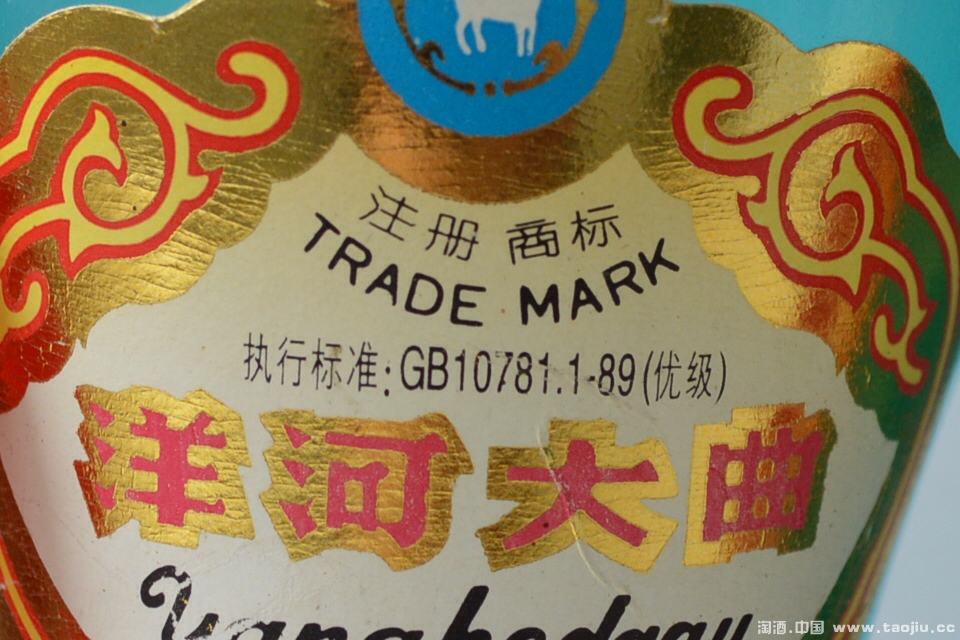 注册 商标
TRADE MARK
执行标准:GB10781.1-89(优级)
洋河大曲
Yanghedaqu
淘酒.中国 www.taojiu.cc